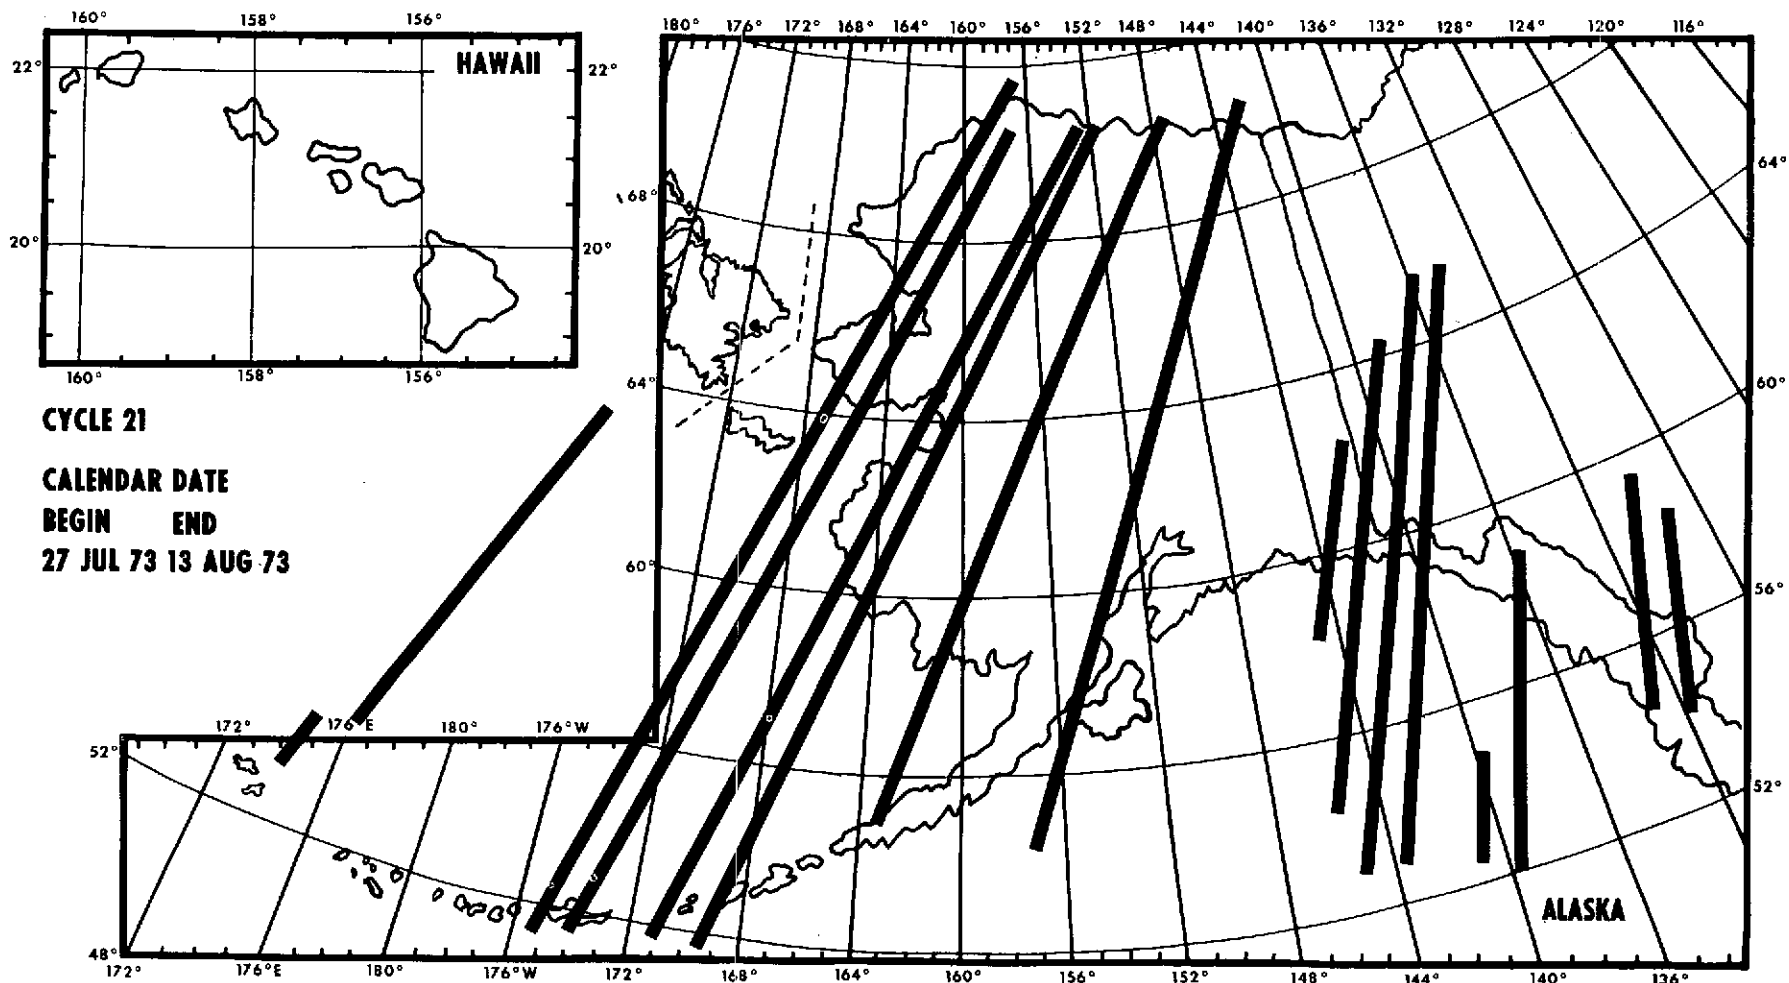 160° 158° 156°
HAWAII
22° 22°
20° 20°
160° 158° 156°
CYCLE 21
CALENDAR DATE
BEGIN END
27 JUL 73 13 AUG 73
180° 176° 172° 168° 164° 160° 156° 152° 148° 144° 140° 136° 132° 128° 124° 120° 116°
68° 64°
64° 60°
60° 56°
172° 176°E 180° 176°W
52° 52°
48°
ALASKA
172° 176°E 180° 176°W 172° 168° 164° 160° 156° 152° 148° 144° 140° 136°